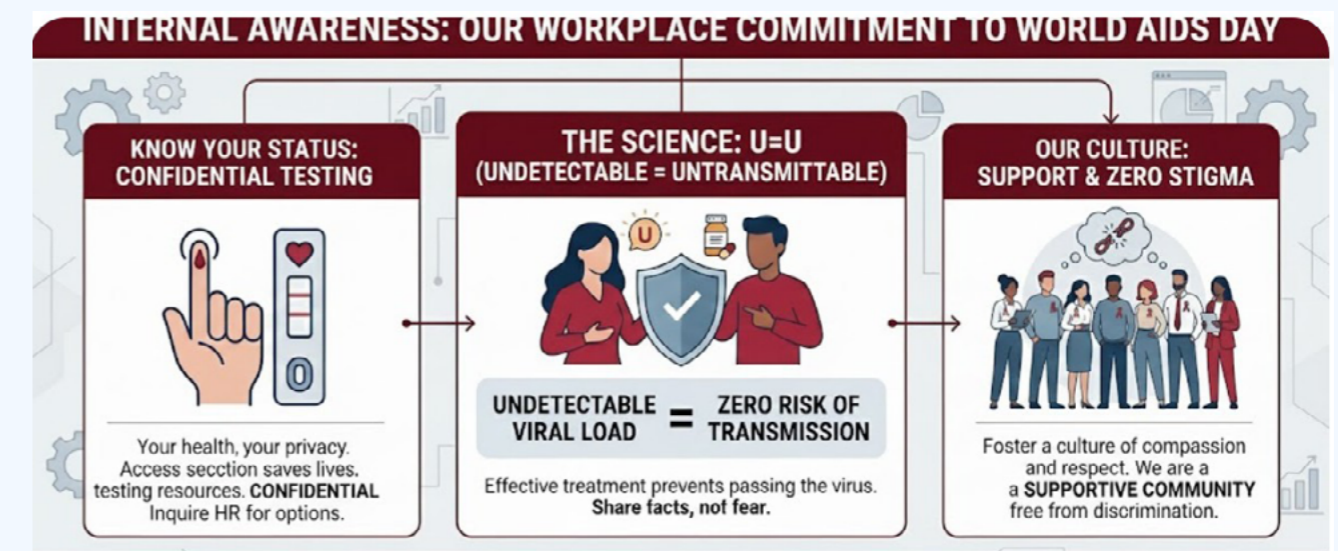 INTERNAL AWARENESS: OUR WORKPLACE COMMITMENT TO WORLD AIDS DAY
KNOW YOUR STATUS:
CONFIDENTIAL TESTING
Your health, your privacy.
Access secction saves lives.
testing resources. CONFIDENTIAL
Inquire HR for options.
THE SCIENCE: U=U
(UNDETECTABLE = UNTRANSMITTABLE)
U
UNDETECTABLE
VIRAL LOAD
=
ZERO RISK OF
TRANSMISSION
Effective treatment prevents passing the virus.
Share facts, not fear.
OUR CULTURE:
SUPPORT & ZERO STIGMA
Foster a culture of compassion
and respect. We are a
a SUPPORTIVE COMMUNITY
free from discrimination.